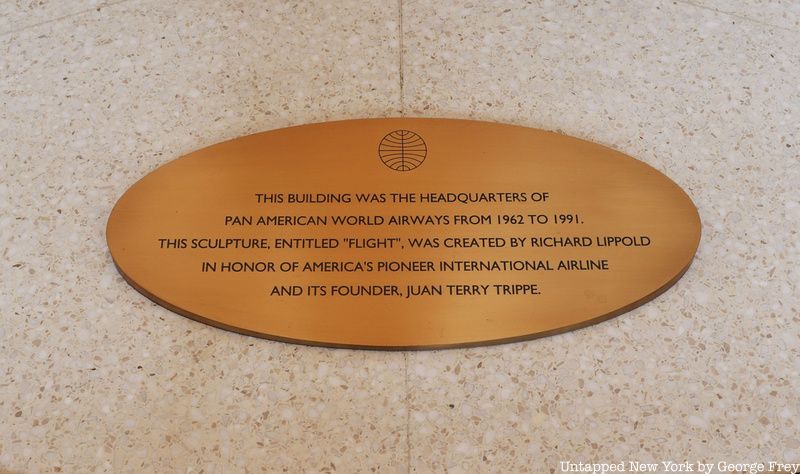 THIS BUILDING WAS THE HEADQUARTERS OF
PAN AMERICAN WORLD AIRWAYS FROM 1962 TO 1991.
THIS SCULPTURE, ENTITLED "FLIGHT", WAS CREATED BY RICHARD LIPPOLD
IN HONOR OF AMERICA'S PIONEER INTERNATIONAL AIRLINE
AND ITS FOUNDER, JUAN TERRY TRIPPE.
Untapped New York by George Frey